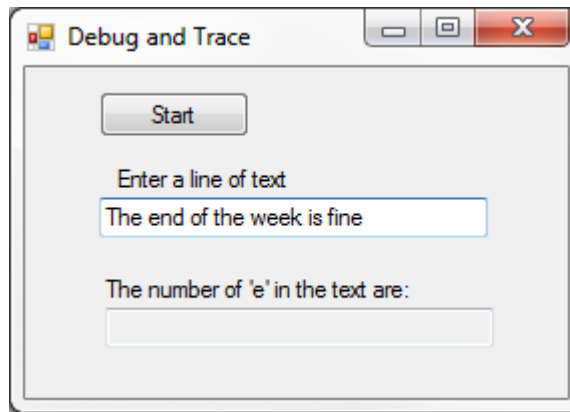 Debug and Trace
Start
Enter a line of text
The end of the week is fine
The number of 'e' in the text are: